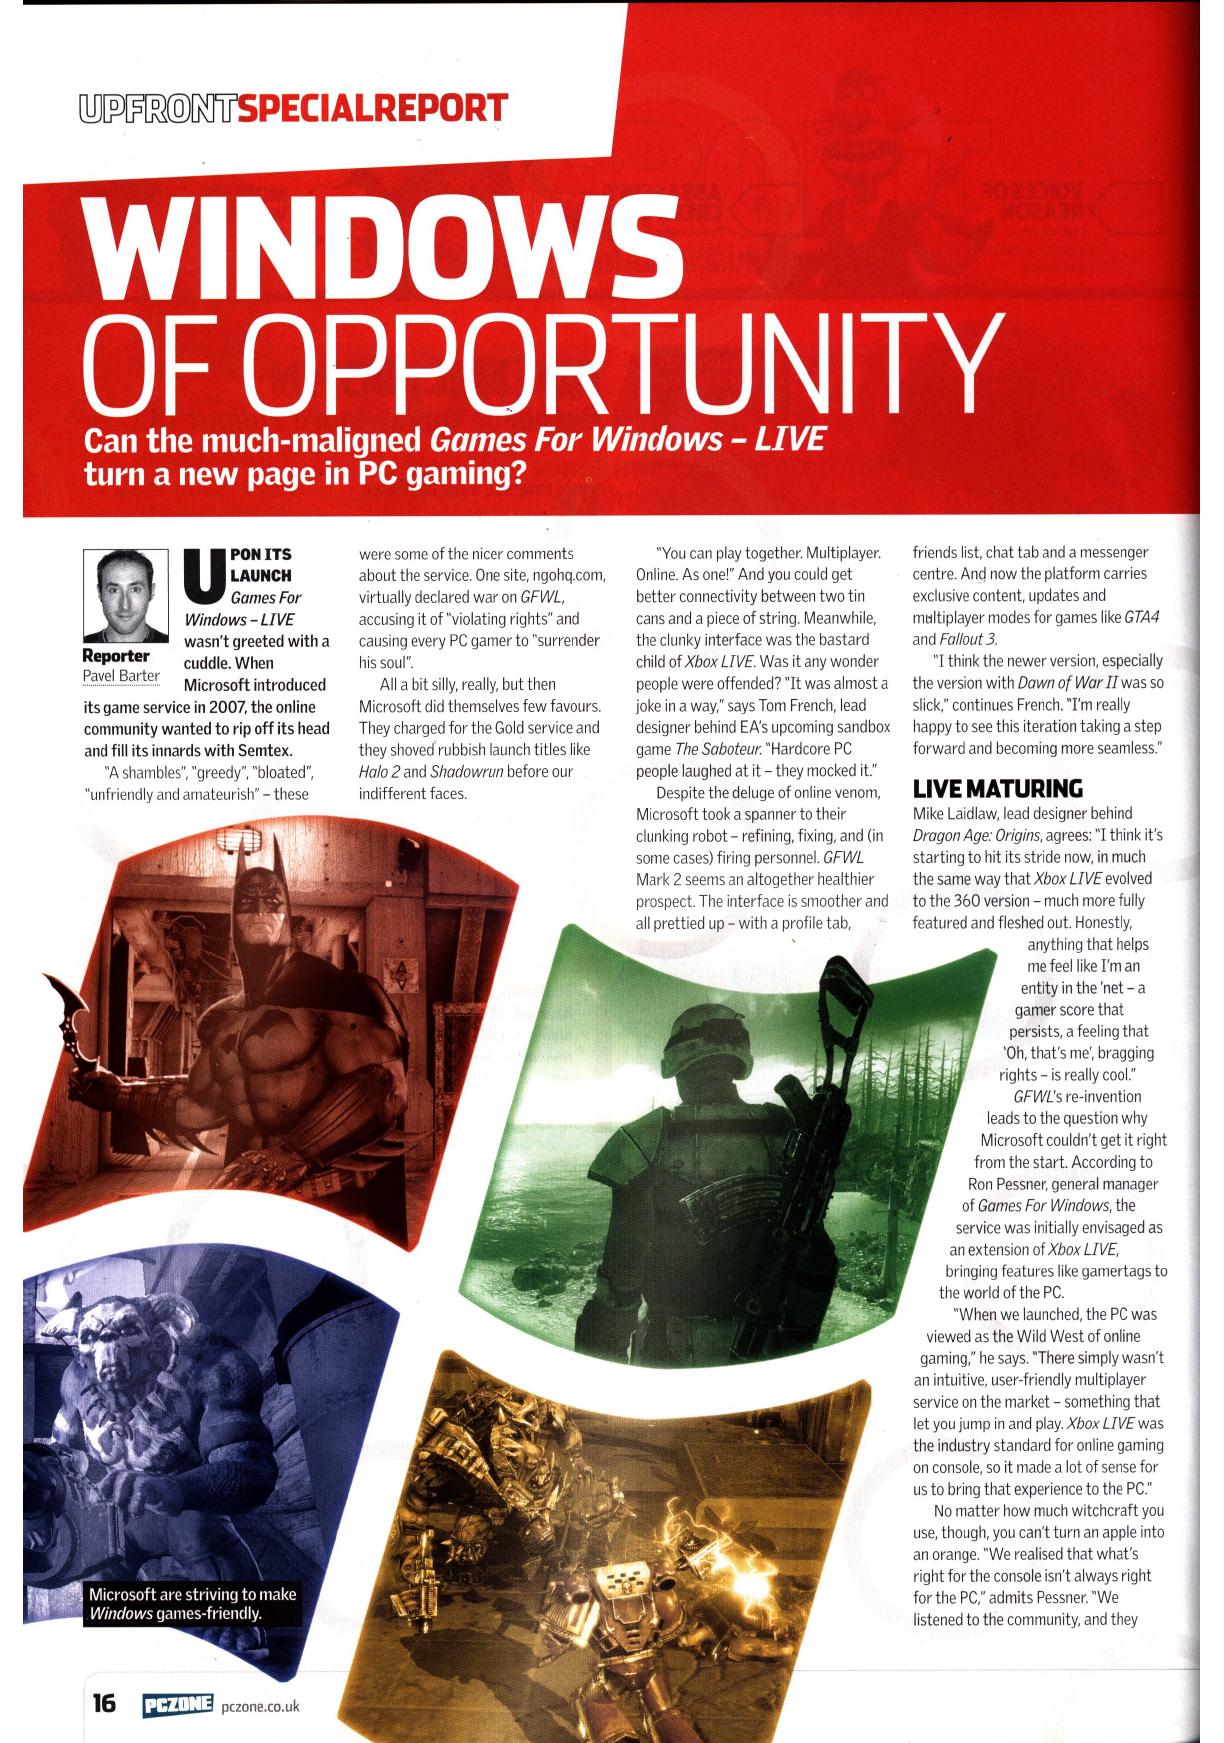 UPFRONTSPECIALREPORT
WINDOWS
OF OPPORTUNITY
Can the much-maligned Games For Windows – LIVE
turn a new page in PC gaming?
Reporter
Pavel Barter
UPON ITS
LAUNCH
Games For
Windows – LIVE
wasn't greeted with a
cuddle. When
Microsoft introduced
its game service in 2007, the online
community wanted to rip off its head
and fill its innards with Semtex.
"A shambles", "greedy", "bloated",
"unfriendly and amateurish" – these
were some of the nicer comments
about the service. One site, ngohq.com,
virtually declared war on GFWL,
accusing it of "violating rights" and
causing every PC gamer to "surrender
his soul".
All a bit silly, really, but then
Microsoft did themselves few favours.
They charged for the Gold service and
they shoved rubbish launch titles like
Halo 2 and Shadowrun before our
indifferent faces.
"You can play together. Multiplayer.
Online. As one!" And you could get
better connectivity between two tin
cans and a piece of string. Meanwhile,
the clunky interface was the bastard
child of Xbox LIVE. Was it any wonder
people were offended? "It was almost a
joke in a way," says Tom French, lead
designer behind EA's upcoming sandbox
game The Saboteur. "Hardcore PC
people laughed at it – they mocked it."
Despite the deluge of online venom,
Microsoft took a spanner to their
clunking robot – refining, fixing, and (in
some cases) firing personnel. GFWL
Mark 2 seems an altogether healthier
prospect. The interface is smoother and
all prettied up – with a profile tab,
friends list, chat tab and a messenger
centre. And now the platform carries
exclusive content, updates and
multiplayer modes for games like GTA4
and Fallout 3.
"I think the newer version, especially
the version with Dawn of War II was so
slick," continues French. "I'm really
happy to see this iteration taking a step
forward and becoming more seamless."
LIVE MATURING
Mike Laidlaw, lead designer behind
Dragon Age: Origins, agrees: "I think it's
starting to hit its stride now, in much
the same way that Xbox LIVE evolved
to the 360 version – much more fully
featured and fleshed out. Honestly,
anything that helps
me feel like I'm an
entity in the 'net – a
gamer score that
persists, a feeling that
'Oh, that's me', bragging
rights – is really cool."
GFWL's re-invention
leads to the question why
Microsoft couldn't get it right
from the start. According to
Ron Pessner, general manager
of Games For Windows, the
service was initially envisaged as
an extension of Xbox LIVE,
bringing features like gamertags to
the world of the PC.
"When we launched, the PC was
viewed as the Wild West of online
gaming," he says. "There simply wasn't
an intuitive, user-friendly multiplayer
service on the market – something that
let you jump in and play. Xbox LIVE was
the industry standard for online gaming
on console, so it made a lot of sense for
us to bring that experience to the PC."
No matter how much witchcraft you
use, though, you can't turn an apple into
an orange. "We realised that what's
right for the console isn't always right
for the PC," admits Pessner. "We
listened to the community, and they
Microsoft are striving to make
Windows games-friendly.
16 PCZONE pczone.co.uk